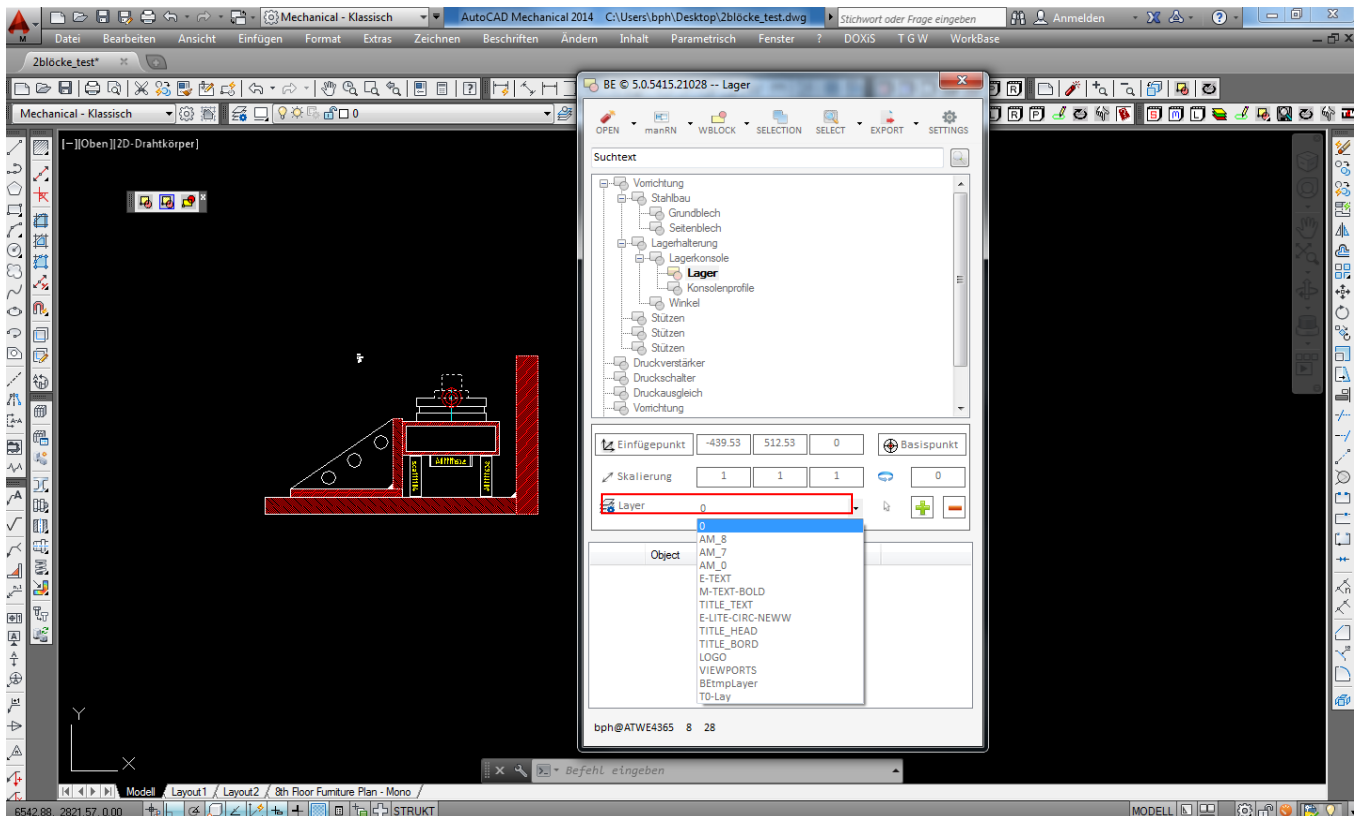 Mechanical - Klassisch
AutoCAD Mechanical 2014 C:\Users\bph\Desktop\2blöcke_test.dwg
Stichwort oder Frage eingeben
Anmelden
Datei Bearbeiten Ansicht Einfügen Format Extras Zeichnen Beschriften Ändern Inhalt Parametrisch Fenster ? DOXiS T G W WorkBase
2blöcke_test*
Mechanical - Klassisch
0
[−][Oben][2D-Drahtkörper]
BE © 5.0.5415.21028 -- Lager
OPEN manRN WBLOCK SELECTION SELECT EXPORT SETTINGS
Suchtext
Vorrichtung
Stahlbau
Grundblech
Seitenblech
Lagerhalterung
Lagerkonsole
Lager
Konsolenprofile
Winkel
Stützen
Stützen
Stützen
Druckverstärker
Druckschalter
Druckausgleich
Vorrichtung
Einfügepunkt -439.53 512.53 0 Basispunkt
Skalierung 1 1 1 0
Layer 0
0
Object
AM_8
AM_7
AM_0
E-TEXT
M-TEXT-BOLD
TITLE_TEXT
E-LITE-CIRC-NEWW
TITLE_HEAD
TITLE_BORD
LOGO
VIEWPORTS
BEtmpLayer
T0-Lay
bph@ATWE4365 8 28
Y
X
Befehl eingeben
Modell Layout1 Layout2 8th Floor Furniture Plan - Mono
6542.88, 2821.57, 0.00 STRUKT MODELL